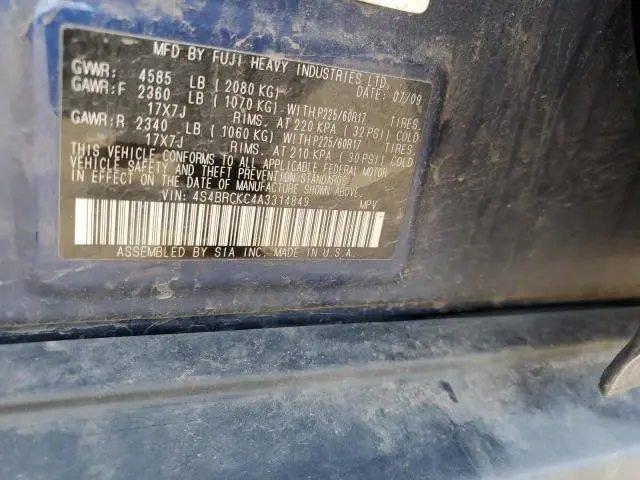 MFD BY FUJI HEAVY INDUSTRIES LTD.
GVWR: 4585 LB ( 2080 KG) DATE: 07/09
GAWR:F 2360 LB ( 1070 KG) WITH P225/60R17 TIRES,
17X7J RIMS, AT 220 KPA ( 32 PSI) COLD
GAWR:R 2340 LB ( 1060 KG) WITH P225/60R17 TIRES,
17X7J RIMS, AT 210 KPA ( 30 PSI) COLD
THIS VEHICLE CONFORMS TO ALL APPLICABLE FEDERAL MOTOR
VEHICLE SAFETY, BUMPER, AND THEFT PREVENTION STANDARDS
IN EFFECT ON THE DATE OF MANUFACTURE SHOWN ABOVE.
VIN: 4S4BRCKC4A3314849 MPV
ASSEMBLED BY SIA INC. MADE IN U.S.A.